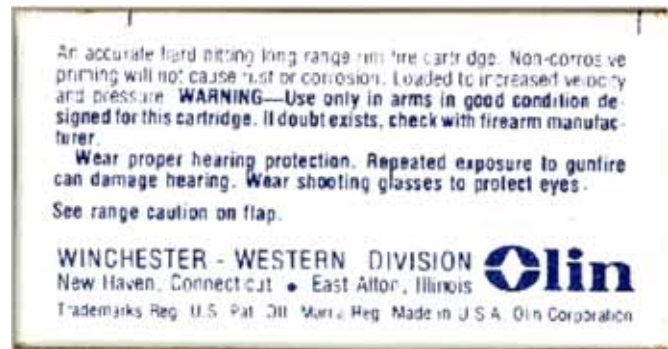 An accurate hard hitting long range rim fire cartridge. Non-corrosive
priming will not cause rust or corrosion. Loaded to increased velocity
and pressure. WARNING—Use only in arms in good condition de-
signed for this cartridge. If doubt exists, check with firearm manufac-
turer.
Wear proper hearing protection. Repeated exposure to gunfire
can damage hearing. Wear shooting glasses to protect eyes.
See range caution on flap.
WINCHESTER - WESTERN DIVISION Olin
New Haven, Connecticut • East Alton, Illinois
Trademarks Reg. U.S. Pat. Off. Marca Reg. Made in U.S.A. Olin Corporation